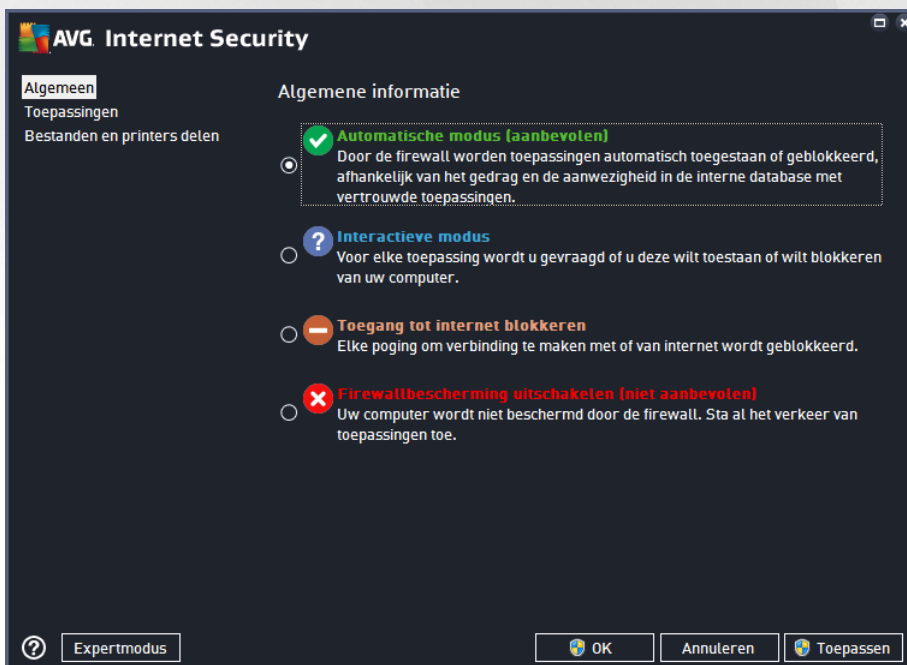 AVG. Internet Security
Algemeen
Toepassingen
Bestanden en printers delen
Algemene informatie
Automatische modus (aanbevolen)
Door de firewall worden toepassingen automatisch toegestaan of geblokkeerd,
afhankelijk van het gedrag en de aanwezigheid in de interne database met
vertrouwde toepassingen.
Interactieve modus
Voor elke toepassing wordt u gevraagd of u deze wilt toestaan of wilt blokkeren
van uw computer.
Toegang tot internet blokkeren
Elke poging om verbinding te maken met of van internet wordt geblokkeerd.
Firewallbescherming uitschakelen (niet aanbevolen)
Uw computer wordt niet beschermd door de firewall. Sta al het verkeer van
toepassingen toe.
Expertmodus
OK
Annuleren
Toepassen